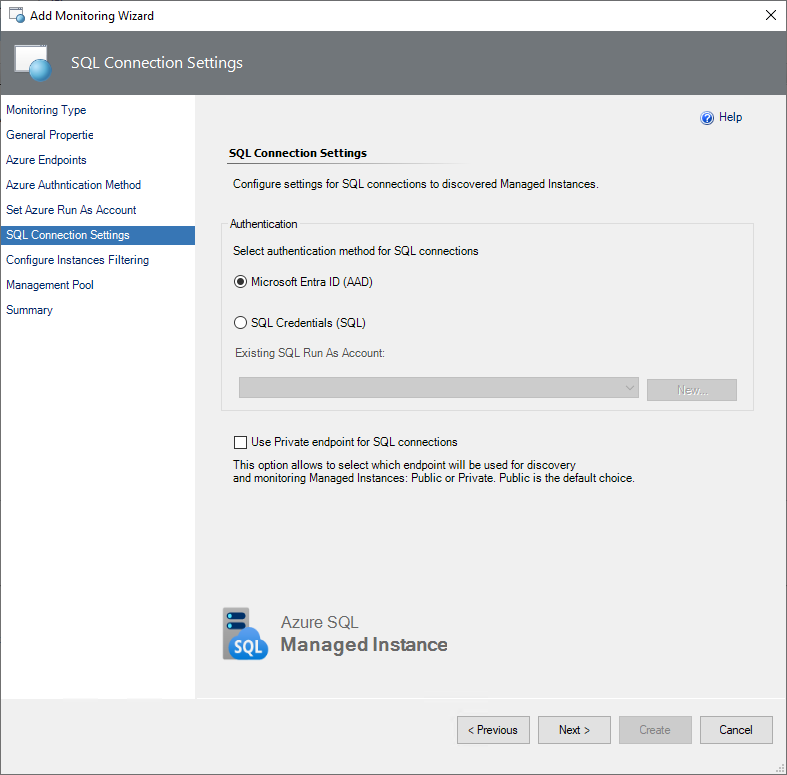 Add Monitoring Wizard
SQL Connection Settings
Monitoring Type
General Propertie
Azure Endpoints
Azure Authntication Method
Set Azure Run As Account
SQL Connection Settings
Configure Instances Filtering
Management Pool
Summary
Help
SQL Connection Settings
Configure settings for SQL connections to discovered Managed Instances.
Authentication
Select authentication method for SQL connections
Microsoft Entra ID (AAD)
SQL Credentials (SQL)
Existing SQL Run As Account:
New...
Use Private endpoint for SQL connections
This option allows to select which endpoint will be used for discovery
and monitoring Managed Instances: Public or Private. Public is the default choice.
SQL
Azure SQL
Managed Instance
< Previous
Next >
Create
Cancel